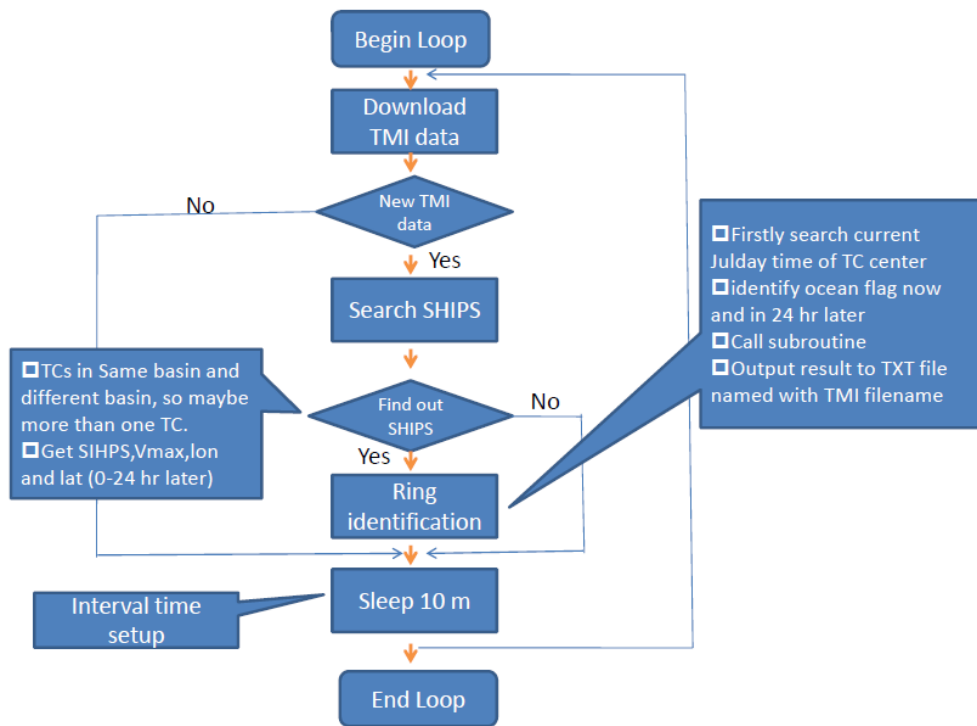 Begin Loop
Download
TMI data
New TMI
data
No
Yes
Search SHIPS
❑Firstly search current
Julday time of TC center
❑identify ocean flag now
and in 24 hr later
❑Call subroutine
❑Output result to TXT file
named with TMI filename
❑TCs in Same basin and
different basin, so maybe
more than one TC.
❑Get SIHPS,Vmax,lon
and lat (0-24 hr later)
Find out
SHIPS
No
Yes
Ring
identification
Sleep 10 m
Interval time
setup
End Loop